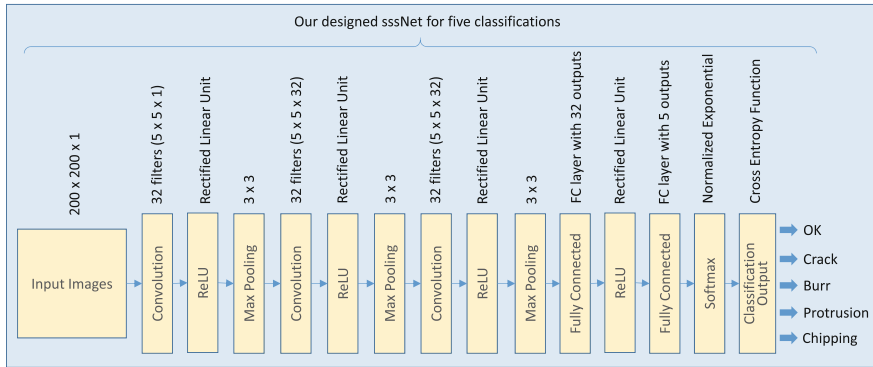 Our designed sssNet for five classifications
200 x 200 x 1
32 filters (5 x 5 x 1)
Rectified Linear Unit
3 x 3
32 filters (5 x 5 x 32)
Rectified Linear Unit
3 x 3
32 filters (5 x 5 x 32)
Rectified Linear Unit
3 x 3
FC layer with 32 outputs
Rectified Linear Unit
FC layer with 5 outputs
Normalized Exponential
Cross Entropy Function
Input Images
Convolution
ReLU
Max Pooling
Convolution
ReLU
Max Pooling
Convolution
ReLU
Max Pooling
Fully Connected
ReLU
Fully Connected
Softmax
Classification
Output
OK
Crack
Burr
Protrusion
Chipping